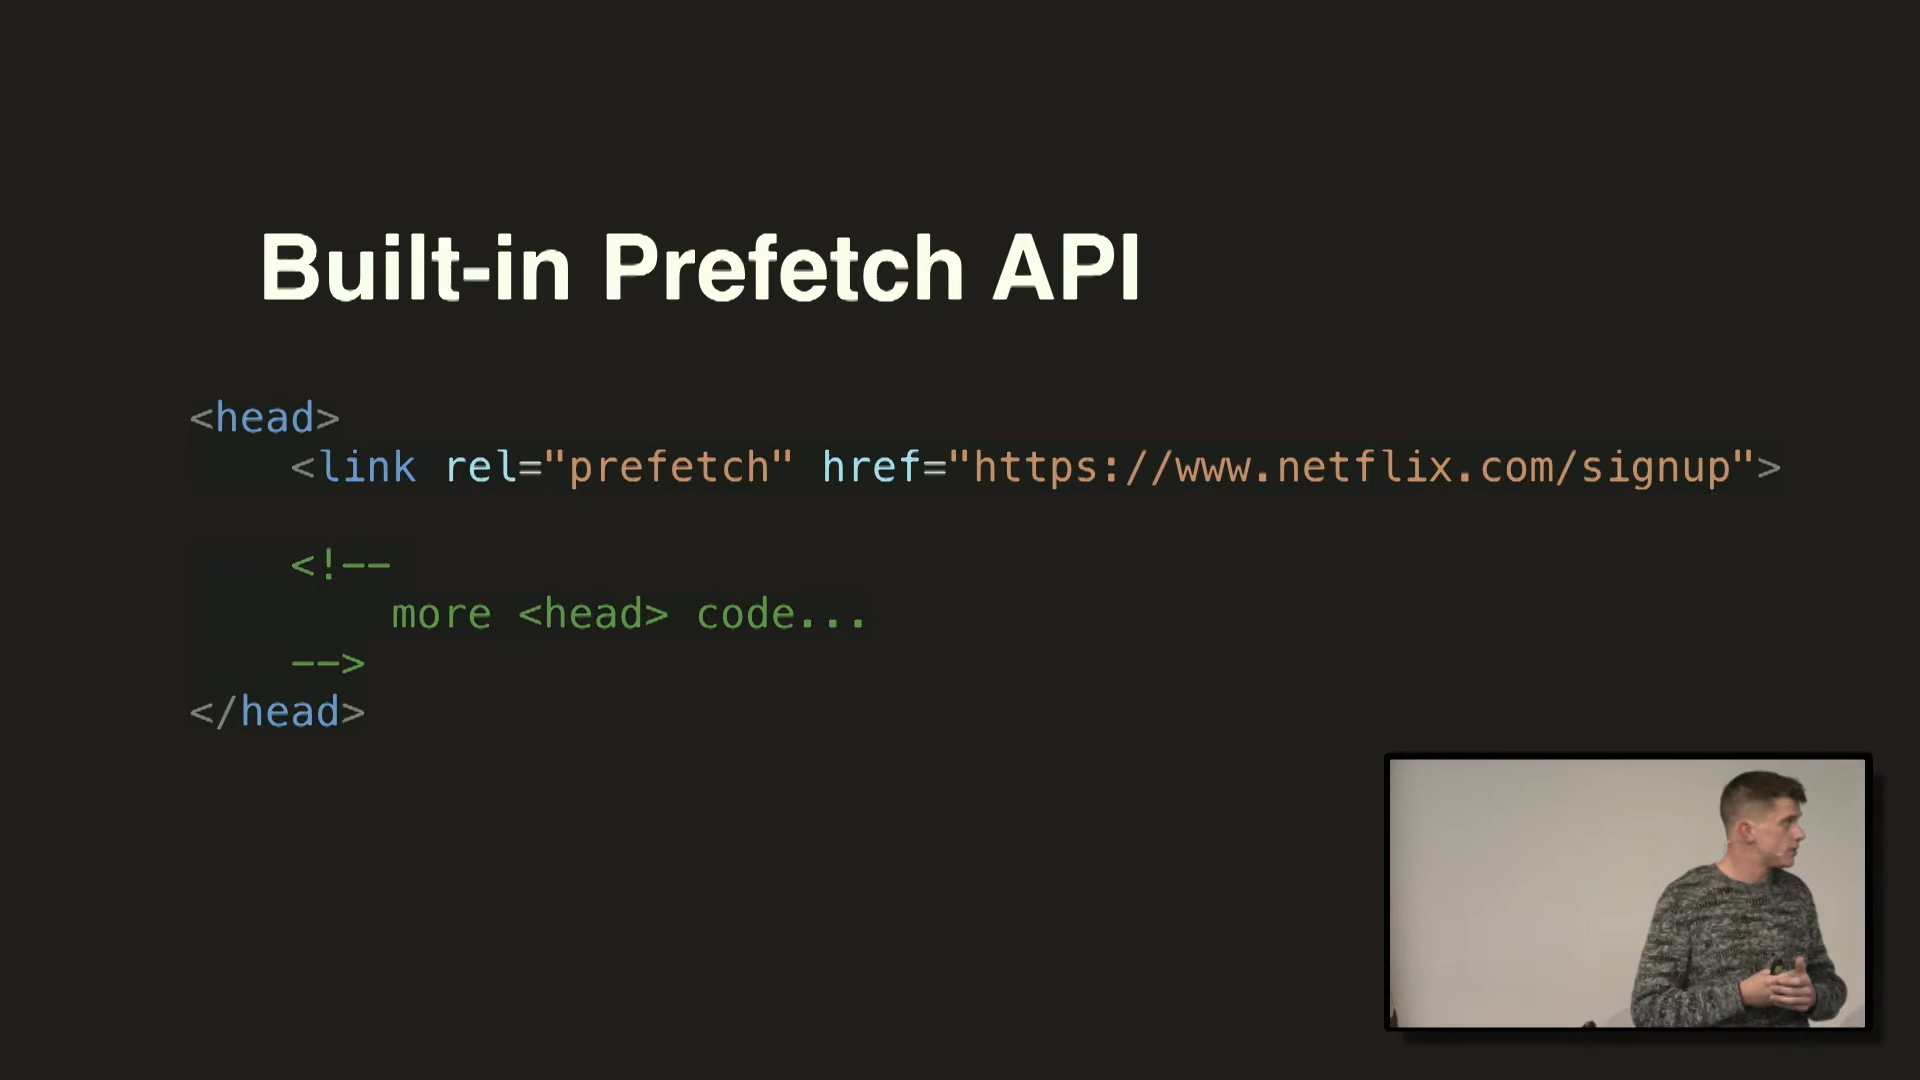 Built-in Prefetch API
<head>
<link rel="prefetch" href="https://www.netflix.com/signup">
<!--
more <head> code...
-->
</head>